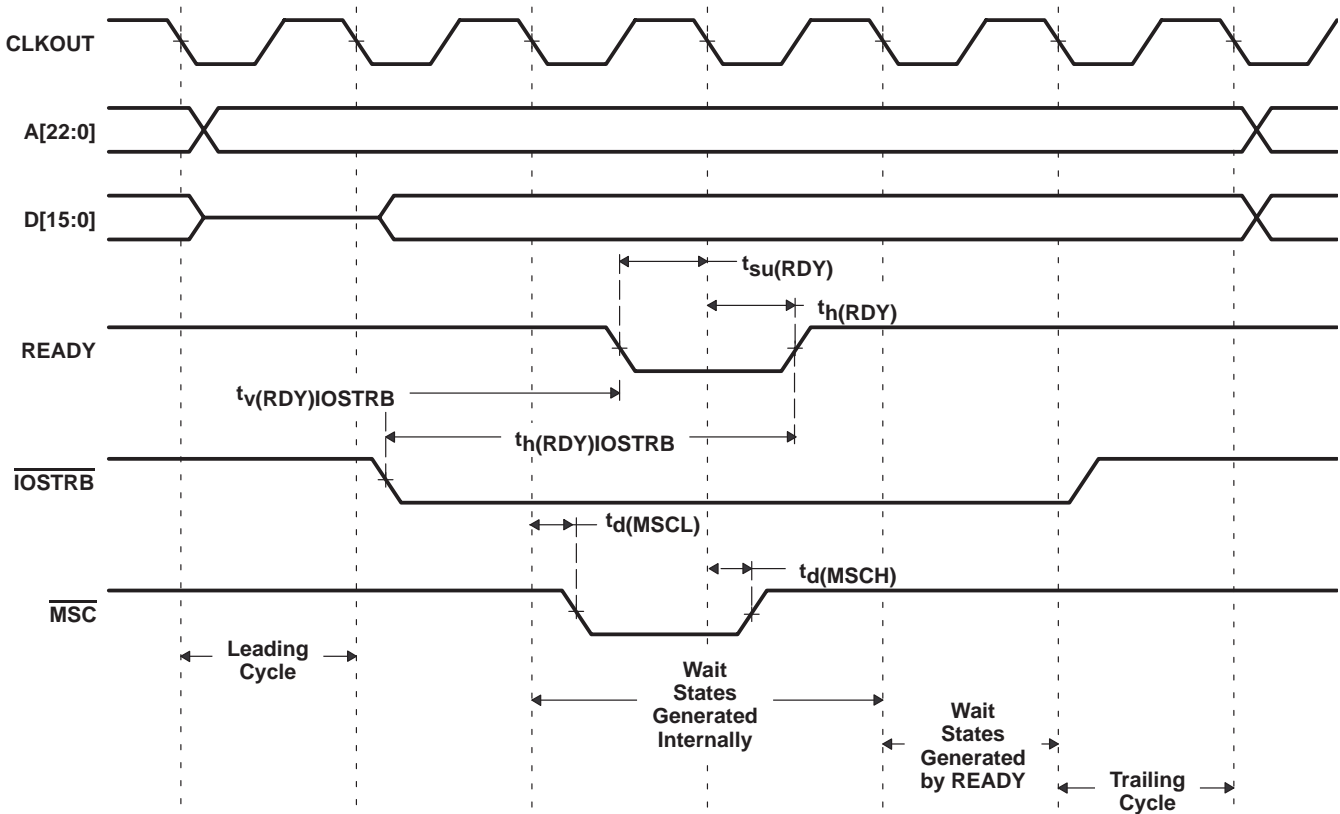 CLKOUT
A[22:0]
D[15:0]
tsu(RDY)
th(RDY)
READY
tv(RDY)IOSTRB
th(RDY)IOSTRB
IOSTRB
td(MSCL)
td(MSCH)
MSC
Leading
Cycle
Wait
States
Generated
Internally
Wait
States
Generated
by READY
Trailing
Cycle